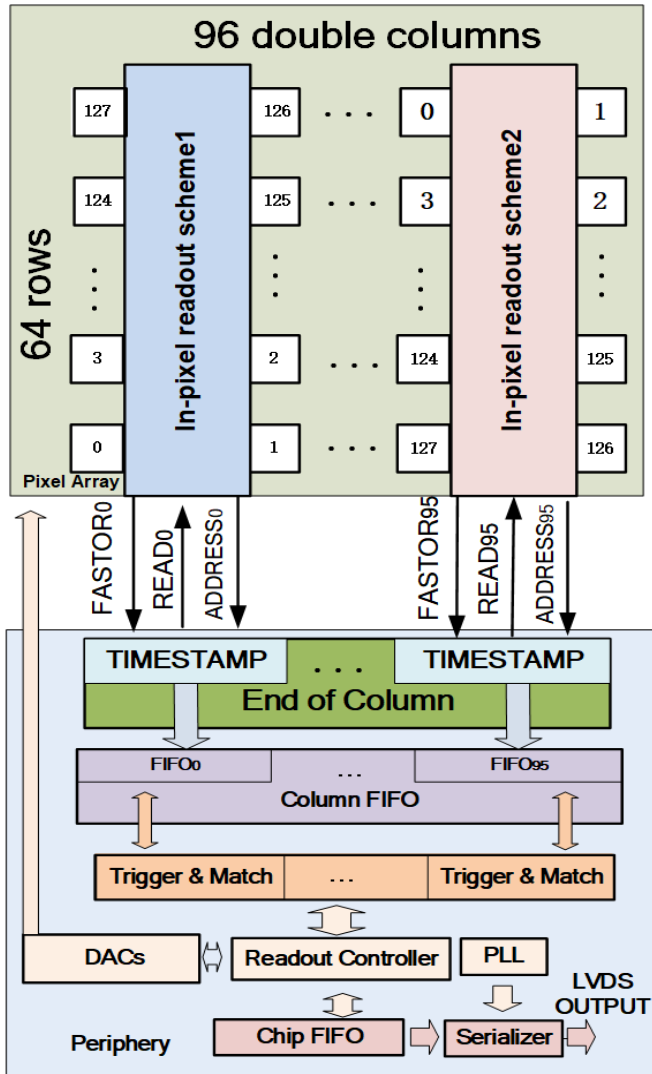 96 double columns
127 126 ... 0 1
124 125 ... 3 2
64 rows
In-pixel readout scheme1
In-pixel readout scheme2
3 2 ... 124 125
0 1 ... 127 126
Pixel Array
FASTOR0
READ0
ADDRESS0
FASTOR95
READ95
ADDRESS95
TIMESTAMP ... TIMESTAMP
End of Column
FIFO0 ... FIFO95
Column FIFO
Trigger & Match ... Trigger & Match
DACs
Readout Controller
PLL
LVDS
OUTPUT
Periphery
Chip FIFO
Serializer